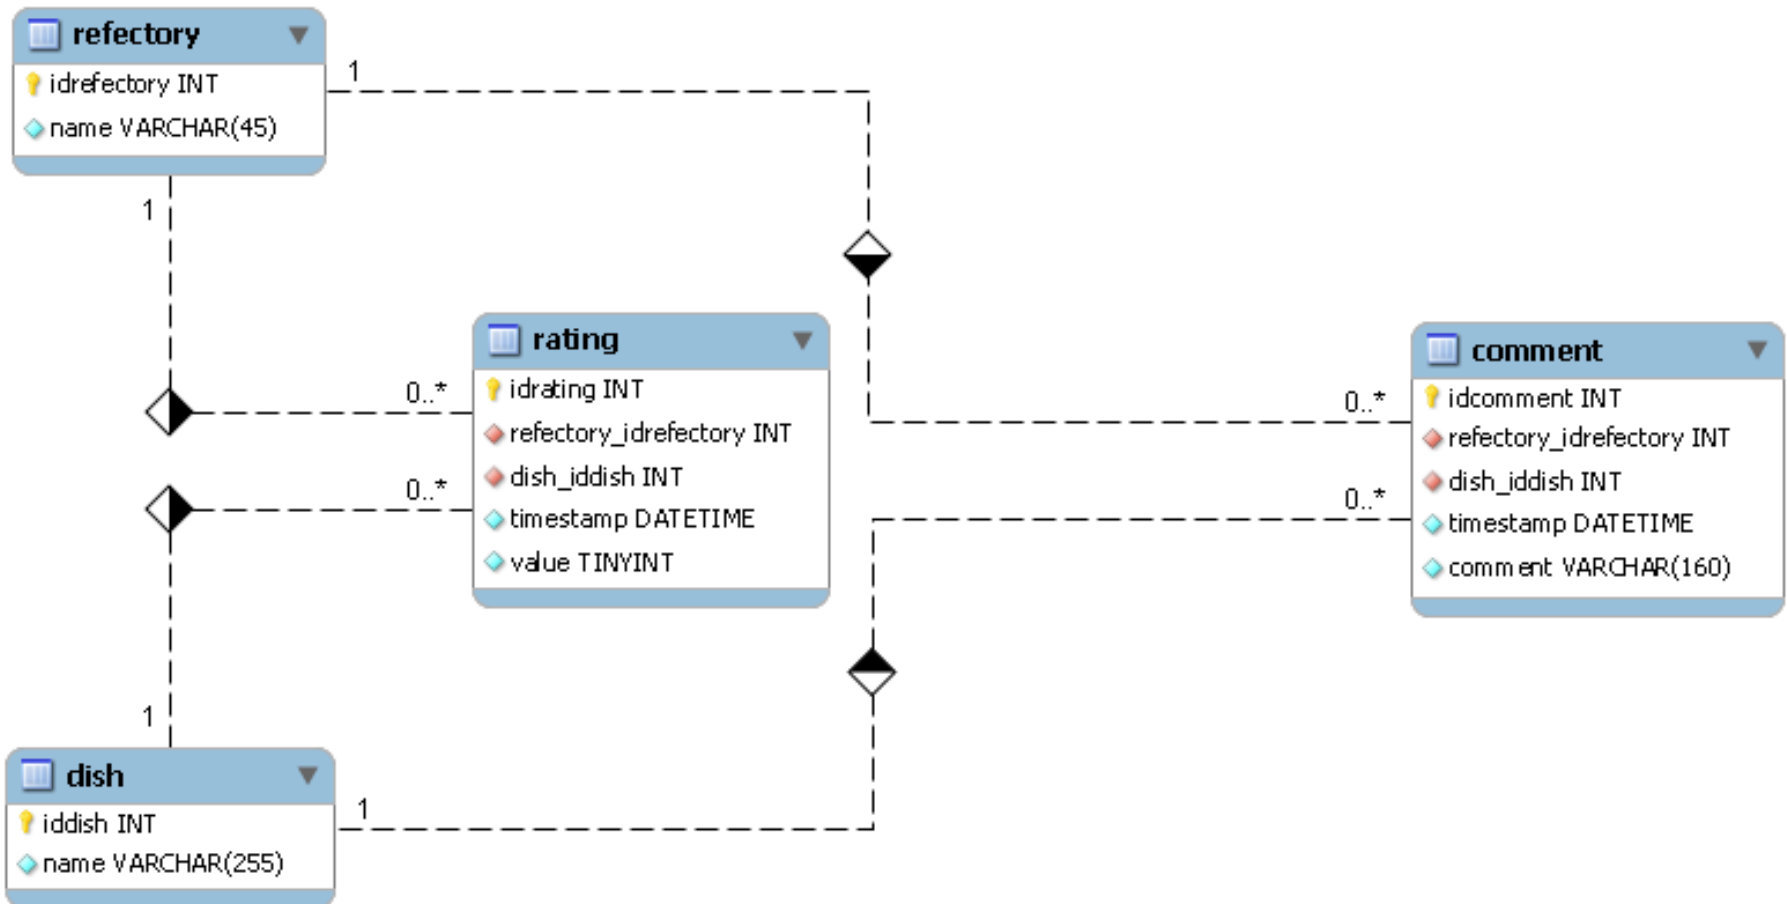 refectory
idrefectory INT
name VARCHAR(45)
1
1
0..*
rating
idrating INT
refectory_idrefectory INT
dish_iddish INT
timestamp DATETIME
value TINYINT
0..*
0..*
comment
idcomment INT
refectory_idrefectory INT
dish_iddish INT
timestamp DATETIME
comment VARCHAR(160)
0..*
1
dish
iddish INT
name VARCHAR(255)
1